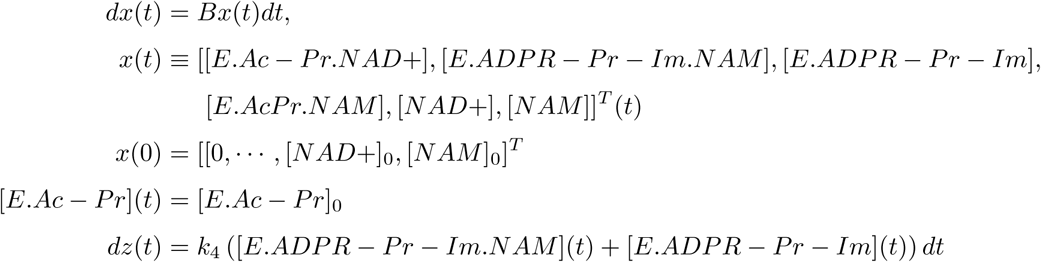 dx(t) = Bx(t)dt,
x(t) ≡ [[E.Ac − Pr.NAD+], [E.ADPR − Pr − Im.NAM], [E.ADPR − Pr − Im],
[E.AcPr.NAM], [NAD+], [NAM]]^T (t)
x(0) = [[0, ··· , [NAD+]_0, [NAM]_0]^T
[E.Ac − Pr](t) = [E.Ac − Pr]_0
dz(t) = k_4 ([E.ADPR − Pr − Im.NAM](t) + [E.ADPR − Pr − Im](t)) dt